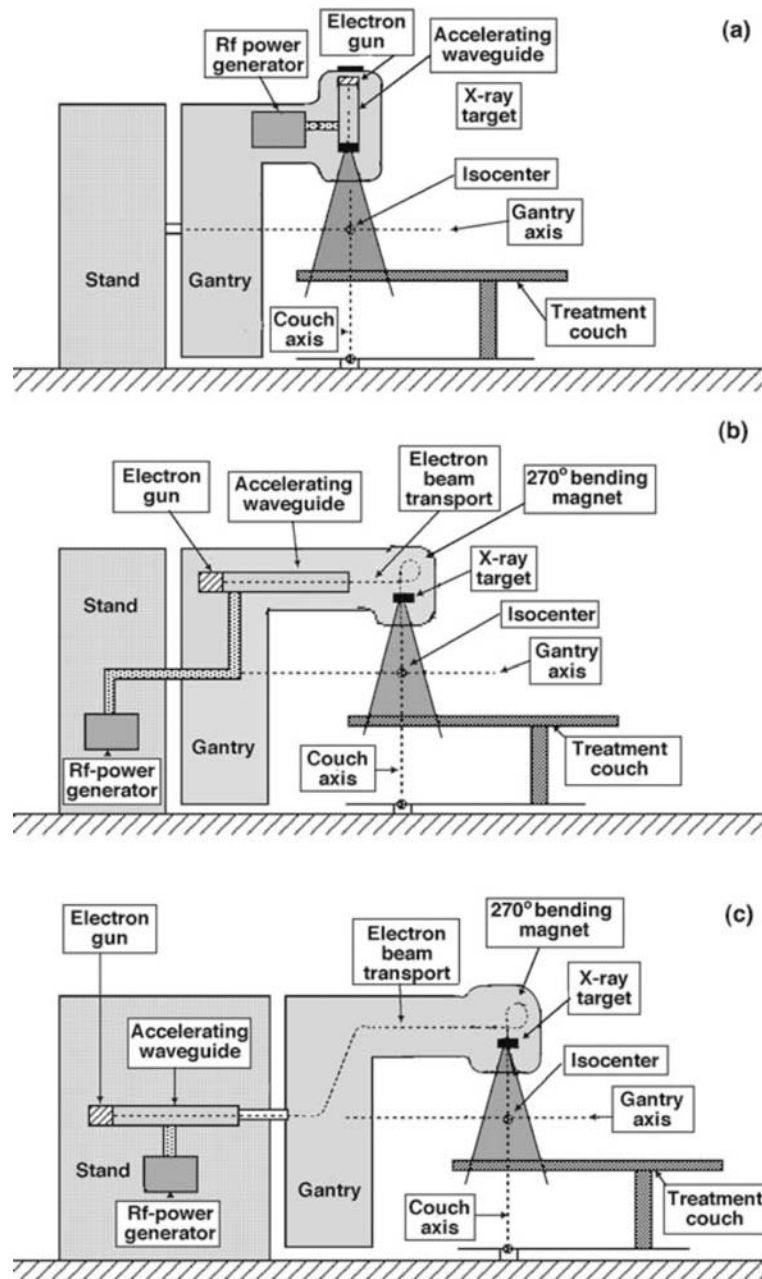 (a)
Electron
gun
Rf power
generator
Accelerating
waveguide
X-ray
target
Isocenter
Gantry
axis
Stand
Gantry
Couch
axis
Treatment
couch
(b)
Electron
gun
Accelerating
waveguide
Electron
beam
transport
270° bending
magnet
X-ray
target
Stand
Isocenter
Gantry
axis
Gantry
Rf-power
generator
Couch
axis
Treatment
couch
(c)
Electron
gun
Electron
beam
transport
270° bending
magnet
X-ray
target
Accelerating
waveguide
Isocenter
Gantry
axis
Stand
Rf-power
generator
Gantry
Couch
axis
Treatment
couch